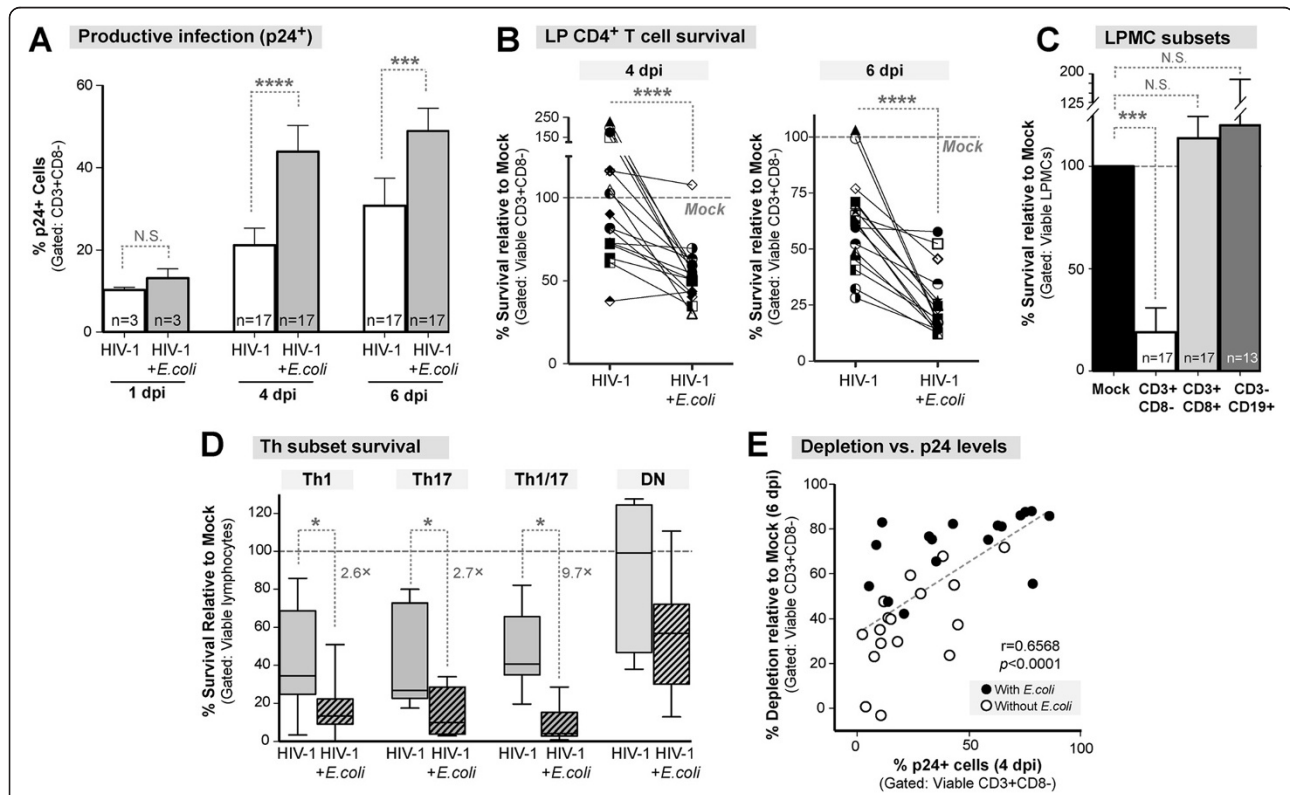 A Productive infection (p24+)
% p24+ Cells
(Gated: CD3+CD8-)
60
40
20
0
N.S.
****
***
n=3
n=3
n=17
n=17
n=17
n=17
HIV-1
HIV-1
+E.coli
HIV-1
HIV-1
+E.coli
HIV-1
HIV-1
+E.coli
1 dpi
4 dpi
6 dpi
B LP CD4+ T cell survival
4 dpi
% Survival relative to Mock
(Gated: Viable CD3+CD8-)
250
150
100
50
0
****
Mock
HIV-1
HIV-1
+E.coli
6 dpi
% Survival relative to Mock
(Gated: Viable CD3+CD8-)
100
75
50
25
0
****
Mock
HIV-1
HIV-1
+E.coli
C LPMC subsets
% Survival relative to Mock
(Gated: Viable LPMCs)
200
125
100
50
0
N.S.
N.S.
***
n=17
n=17
n=13
Mock
CD3+
CD8-
CD3+
CD8+
CD3-
CD19+
D Th subset survival
Th1
Th17
Th1/17
DN
% Survival Relative to Mock
(Gated: Viable lymphocytes)
120
100
80
60
40
20
0
*
2.6×
*
2.7×
*
9.7×
HIV-1
HIV-1
+E.coli
HIV-1
HIV-1
+E.coli
HIV-1
HIV-1
+E.coli
HIV-1
HIV-1
+E.coli
E Depletion vs. p24 levels
% Depletion relative to Mock (6 dpi)
(Gated: Viable CD3+CD8-)
100
80
60
40
20
0
r=0.6568
p<0.0001
With E.coli
Without E.coli
0
50
100
% p24+ cells (4 dpi)
(Gated: Viable CD3+CD8-)